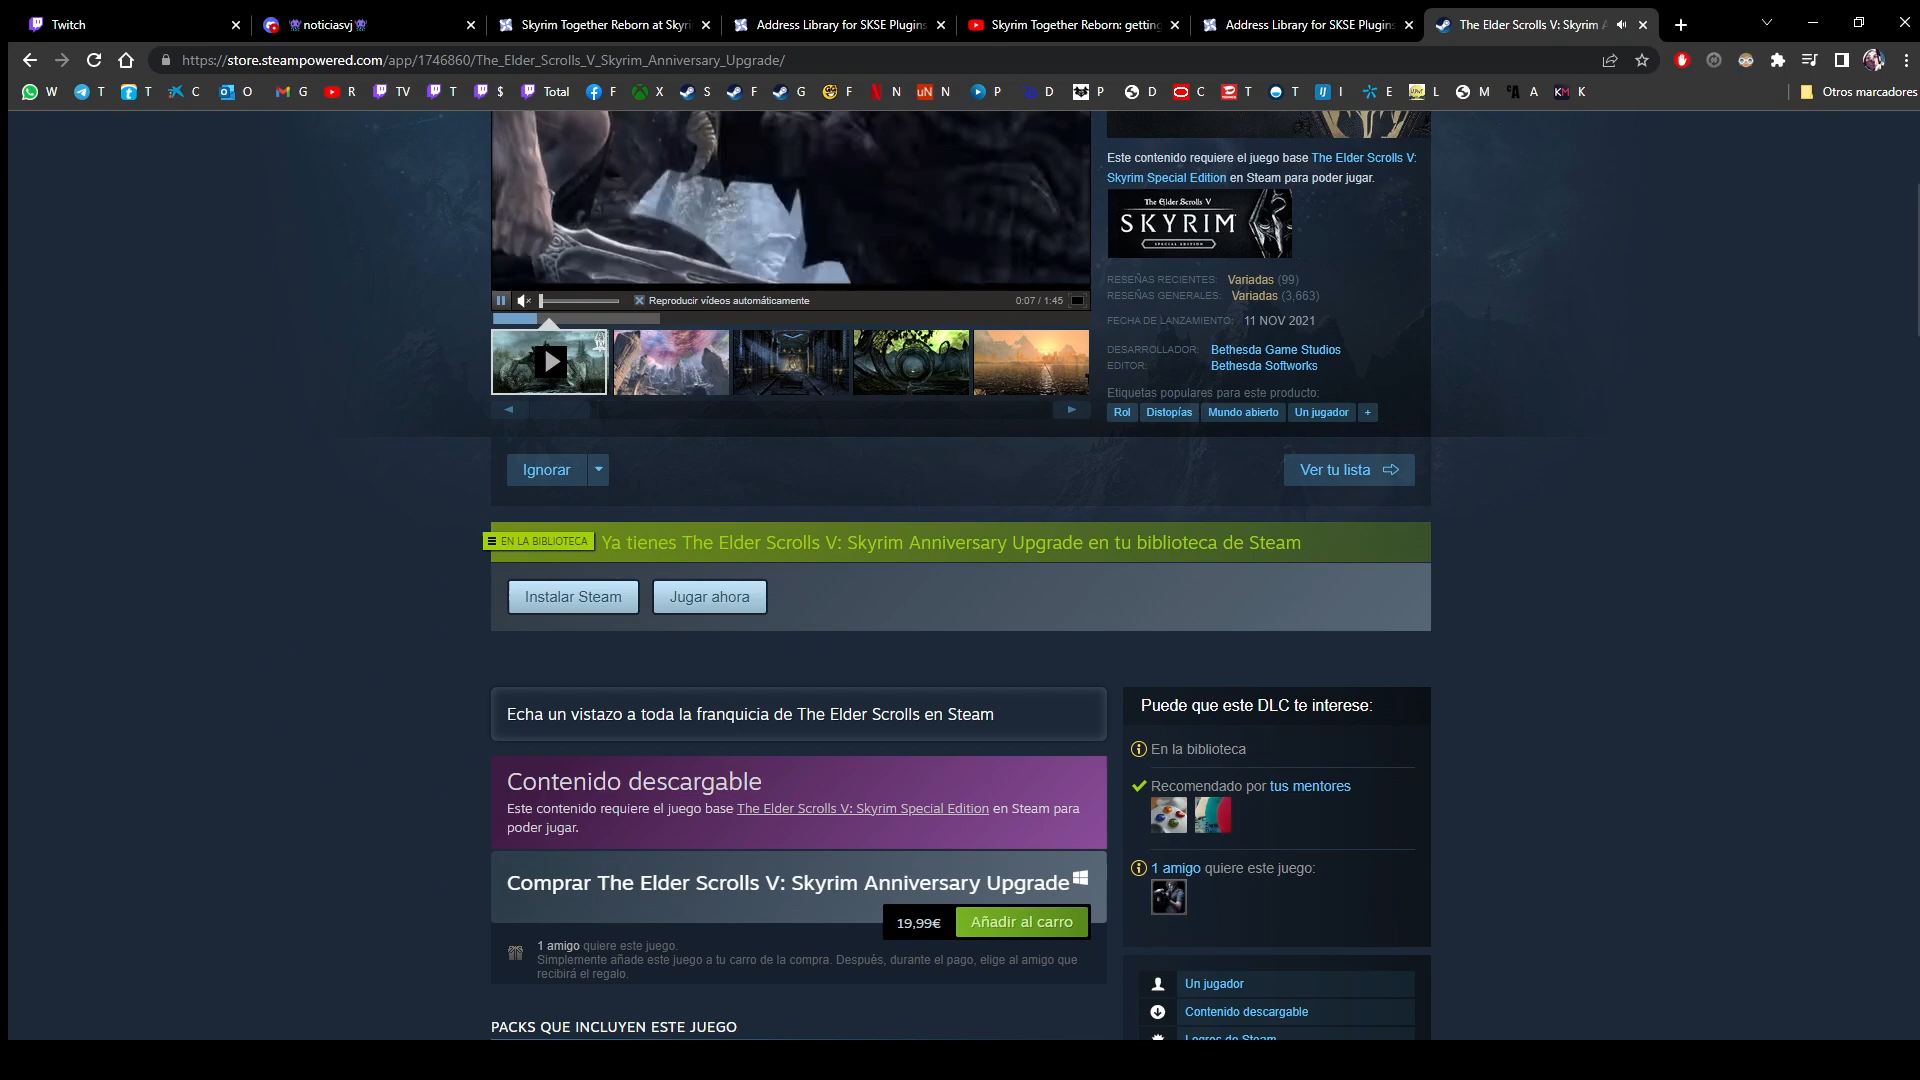 Twitch
noticiasvj
Skyrim Together Reborn at Skyri
Address Library for SKSE Plugins
Skyrim Together Reborn: getting
Address Library for SKSE Plugins
The Elder Scrolls V: Skyrim A
https://store.steampowered.com/app/1746860/The_Elder_Scrolls_V_Skyrim_Anniversary_Upgrade/
W T T C O G R TV T $ Total F X S F G F N N P D P D C T T I E L M A K Otros marcadores
Este contenido requiere el juego base The Elder Scrolls V:
Skyrim Special Edition en Steam para poder jugar.
The Elder Scrolls V
SKYRIM
SPECIAL EDITION
RESEÑAS RECIENTES: Variadas (99)
RESEÑAS GENERALES: Variadas (3,663)
FECHA DE LANZAMIENTO: 11 NOV 2021
DESARROLLADOR: Bethesda Game Studios
EDITOR: Bethesda Softworks
Etiquetas populares para este producto:
Rol Distopías Mundo abierto Un jugador +
Reproducir vídeos automáticamente
0:07 / 1:45
Ignorar
Ver tu lista
EN LA BIBLIOTECA
Ya tienes The Elder Scrolls V: Skyrim Anniversary Upgrade en tu biblioteca de Steam
Instalar Steam
Jugar ahora
Echa un vistazo a toda la franquicia de The Elder Scrolls en Steam
Contenido descargable
Este contenido requiere el juego base The Elder Scrolls V: Skyrim Special Edition en Steam para
poder jugar.
Comprar The Elder Scrolls V: Skyrim Anniversary Upgrade
19,99€
Añadir al carro
1 amigo quiere este juego.
Simplemente añade este juego a tu carro de la compra. Después, durante el pago, elige al amigo que
recibirá el regalo.
PACKS QUE INCLUYEN ESTE JUEGO
Puede que este DLC te interese:
En la biblioteca
Recomendado por tus mentores
1 amigo quiere este juego:
Un jugador
Contenido descargable
Logros de Steam